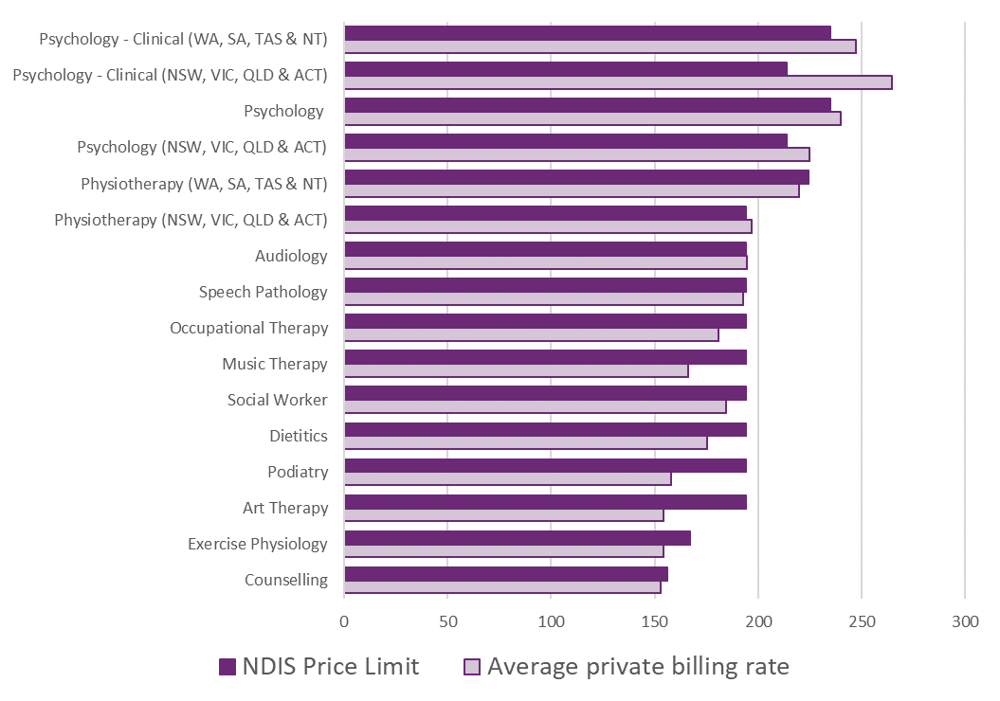 Psychology - Clinical (WA, SA, TAS & NT)
Psychology - Clinical (NSW, VIC, QLD & ACT)
Psychology
Psychology (NSW, VIC, QLD & ACT)
Physiotherapy (WA, SA, TAS & NT)
Physiotherapy (NSW, VIC, QLD & ACT)
Audiology
Speech Pathology
Occupational Therapy
Music Therapy
Social Worker
Dietitics
Podiatry
Art Therapy
Exercise Physiology
Counselling
0 50 100 150 200 250 300
NDIS Price Limit Average private billing rate